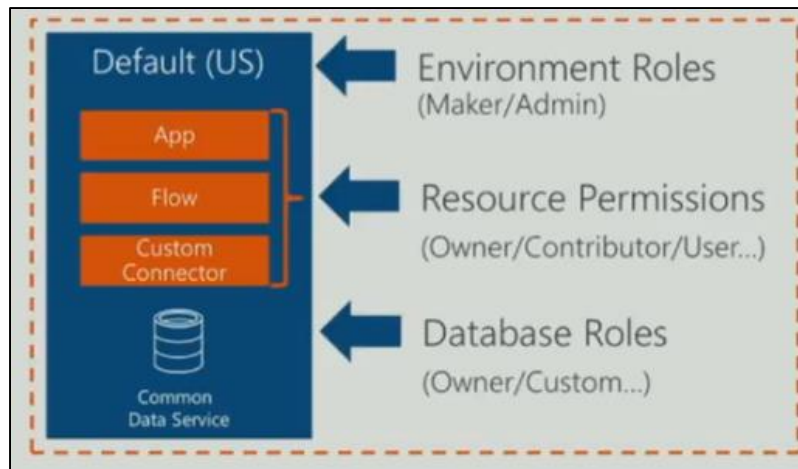 Default (US)
App
Flow
Custom
Connector
Common
Data Service
Environment Roles
(Maker/Admin)
Resource Permissions
(Owner/Contributor/User...)
Database Roles
(Owner/Custom...)